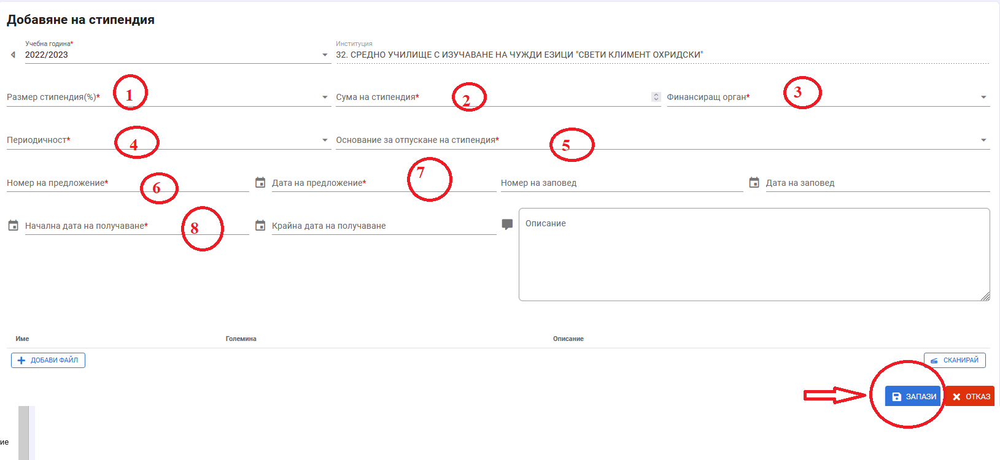 Добавяне на стипендия
Учебна година*
2022/2023
Институция
32. СРЕДНО УЧИЛИЩЕ С ИЗУЧАВАНЕ НА ЧУЖДИ ЕЗИЦИ "СВЕТИ КЛИМЕНТ ОХРИДСКИ"
Размер стипендия(%)* 1
Сума на стипендия* 2
Финансиращ орган* 3
Периодичност* 4
Основание за отпускане на стипендия* 5
Номер на предложение* 6
Дата на предложение* 7
Номер на заповед
Дата на заповед
Начална дата на получаване* 8
Крайна дата на получаване
Описание
Име Големина Описание
ДОБАВИ ФАЙЛ
СКАНИРАЙ
ЗАПАЗИ
ОТКАЗ
ие